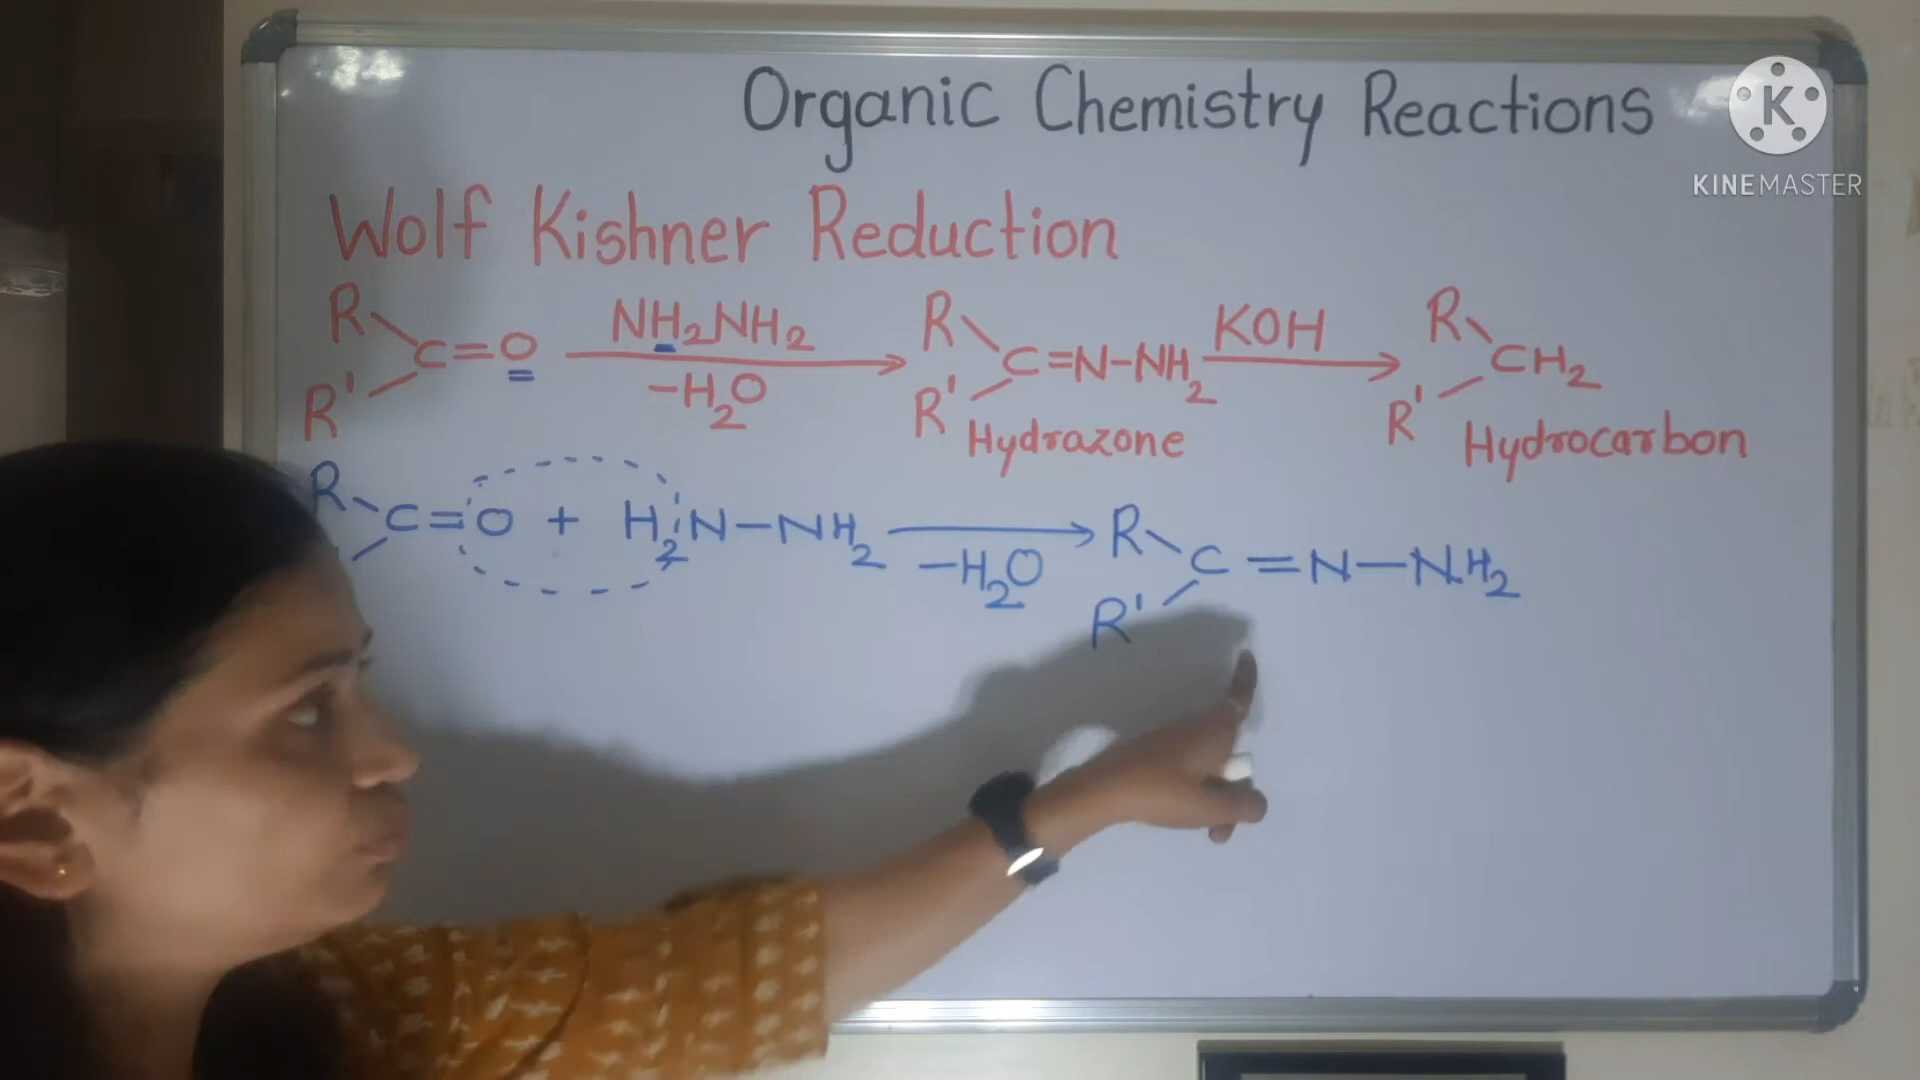 Organic Chemistry Reactions
KINEMASTER
Wolf Kishner Reduction
R R' C=O NH2NH2 -H2O R R' C=N-NH2 KOH R R' CH2
Hydrazone Hydrocarbon
R C=O + H2N-NH2 -H2O R R' C=N-NH2